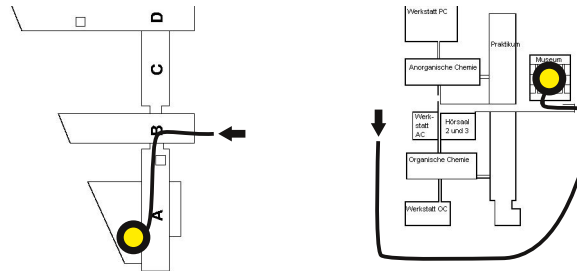 D
C
B
A
Werkstatt PC
Praktikum
Museum
Anorganische Chemie
Werk-
statt
AC
Hörsaal
2 und 3
Organische Chemie
Werkstatt OC